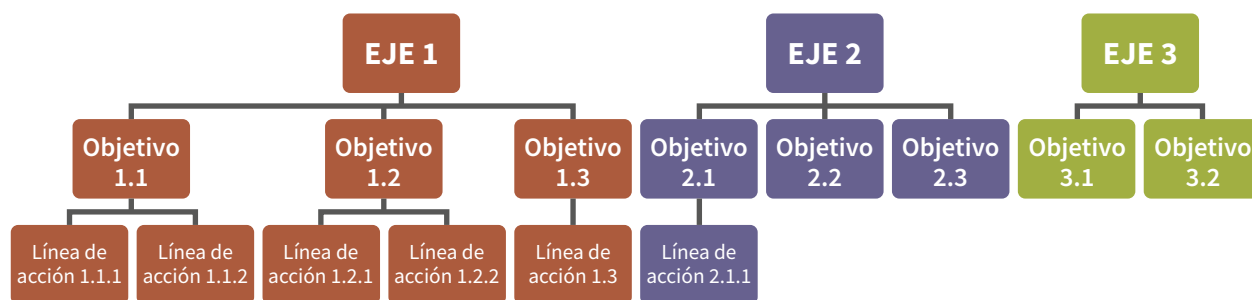 EJE 1
EJE 2
EJE 3
Objetivo
1.1
Objetivo
1.2
Objetivo
1.3
Objetivo
2.1
Objetivo
2.2
Objetivo
2.3
Objetivo
3.1
Objetivo
3.2
Línea de
acción 1.1.1
Línea de
acción 1.1.2
Línea de
acción 1.2.1
Línea de
acción 1.2.2
Línea de
acción 1.3
Línea de
acción 2.1.1